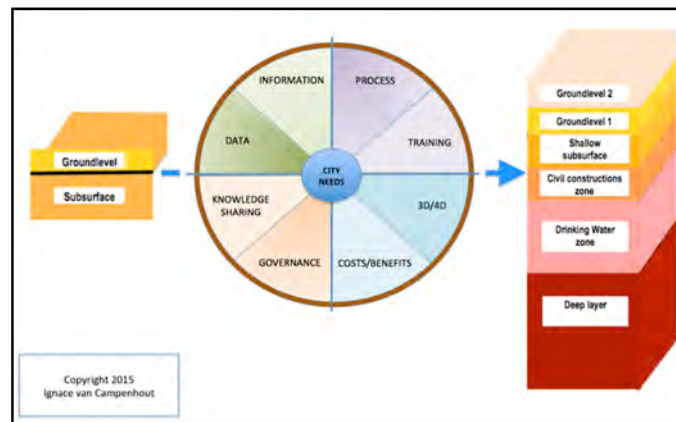 Groundlevel
Subsurface
INFORMATION
PROCESS
DATA
TRAINING
CITY
NEEDS
KNOWLEDGE
SHARING
3D/4D
GOVERNANCE
COSTS/BENEFITS
Groundlevel 2
Groundlevel 1
Shallow
subsurface
Civil constructions
zone
Drinking Water
zone
Deep layer
Copyright 2015
Ignace van Campenhout